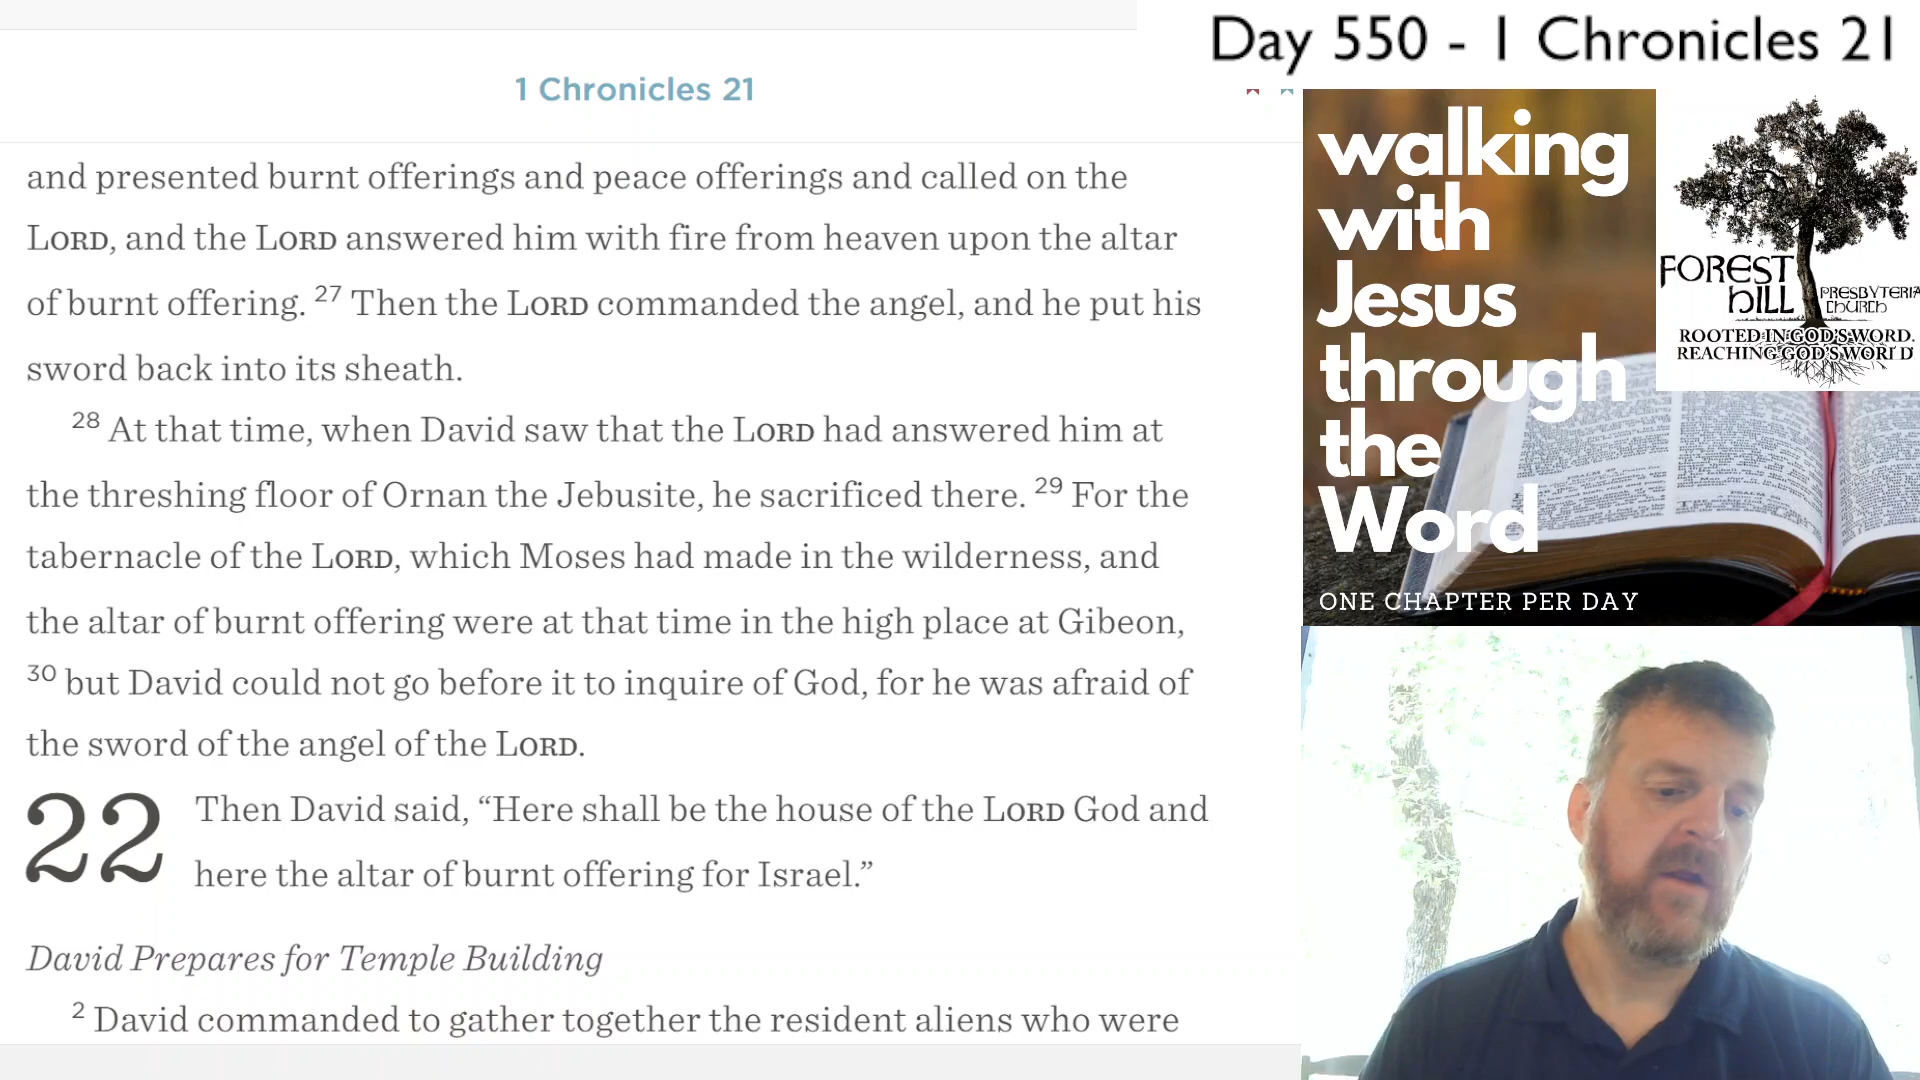 Day 550 - 1 Chronicles 21
1 Chronicles 21
and presented burnt offerings and peace offerings and called on the
LORD, and the LORD answered him with fire from heaven upon the altar
of burnt offering. 27 Then the LORD commanded the angel, and he put his
sword back into its sheath.
28 At that time, when David saw that the LORD had answered him at
the threshing floor of Ornan the Jebusite, he sacrificed there. 29 For the
tabernacle of the LORD, which Moses had made in the wilderness, and
the altar of burnt offering were at that time in the high place at Gibeon,
30 but David could not go before it to inquire of God, for he was afraid of
the sword of the angel of the LORD.
22 Then David said, “Here shall be the house of the LORD God and
here the altar of burnt offering for Israel.”
David Prepares for Temple Building
2 David commanded to gather together the resident aliens who were
walking
with
Jesus
through
the
Word
ONE CHAPTER PER DAY
FOREST
hILL
PRESBYTERIA
ChURCh
ROOTED IN GOD'S WORD.
REACHING GOD'S WORLD